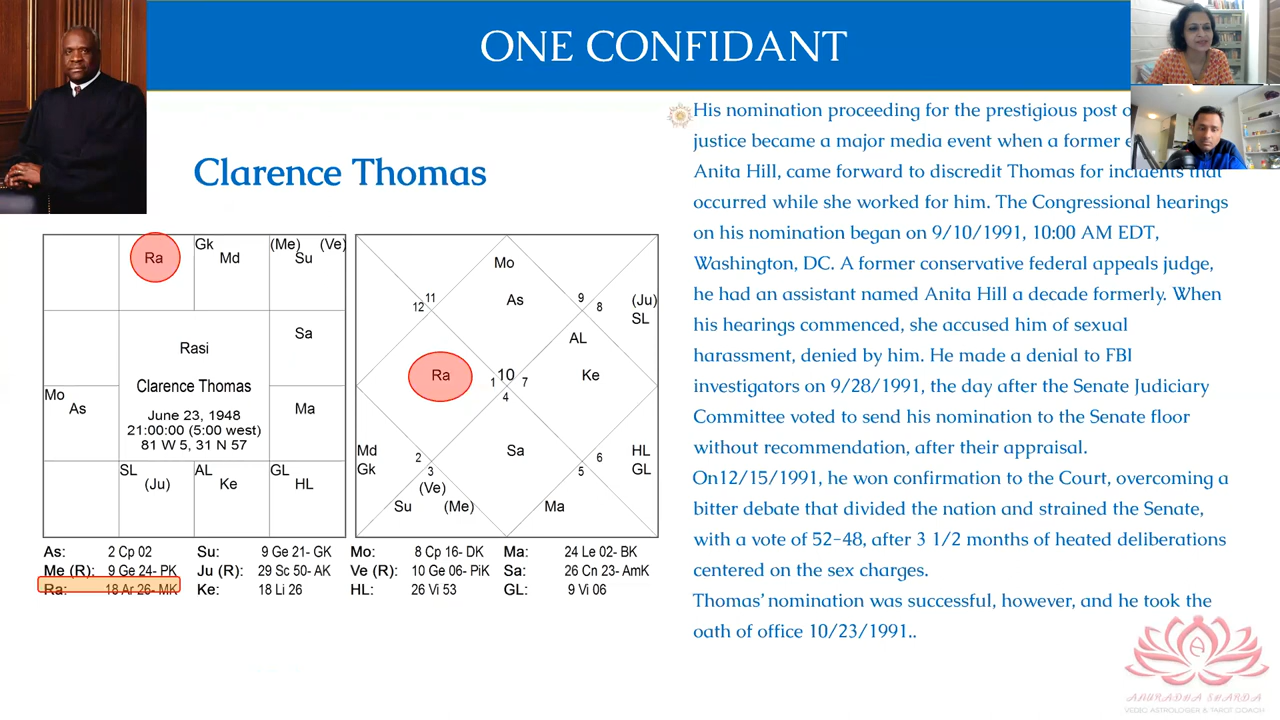 ONE CONFIDANT
Clarence Thomas
His nomination proceeding for the prestigious post
justice became a major media event when a former
Anita Hill, came forward to discredit Thomas for incidents that
occurred while she worked for him. The Congressional hearings
on his nomination began on 9/10/1991, 10:00 AM EDT,
Washington, DC. A former conservative federal appeals judge,
he had an assistant named Anita Hill a decade formerly. When
his hearings commenced, she accused him of sexual
harassment, denied by him. He made a denial to FBI
investigators on 9/28/1991, the day after the Senate Judiciary
Committee voted to send his nomination to the Senate floor
without recommendation, after their appraisal.
On12/15/1991, he won confirmation to the Court, overcoming a
bitter debate that divided the nation and strained the Senate,
with a vote of 52-48, after 3 1/2 months of heated deliberations
centered on the sex charges.
Thomas' nomination was successful, however, and he took the
oath of office 10/23/1991..
Ra
Gk
Md
(Me) (Ve)
Su
Sa
Rasi
Clarence Thomas
June 23, 1948
21:00:00 (5:00 west)
81 W 5, 31 N 57
Mo
As
Ma
SL
(Ju)
AL
Ke
GL
HL
Mo
As
11
12
9
8
(Ju)
SL
AL
Ra
10
1
7
4
Ke
Md
Gk
2
3
Sa
6
5
HL
GL
(Ve)
Su (Me)
Ma
As: 2 Cp 02 Su: 9 Ge 21- GK Mo: 8 Cp 16- DK Ma: 24 Le 02- BK
Me (R): 9 Ge 24- PK Ju (R): 29 Sc 50- AK Ve (R): 10 Ge 06- PiK Sa: 26 Cn 23- AmK
Ra: 18 Ar 26- MK Ke: 18 Li 26 HL: 26 Vi 53 GL: 9 Vi 06
ANURADHA SHARDA
VEDIC ASTROLOGER & TAROT COACH